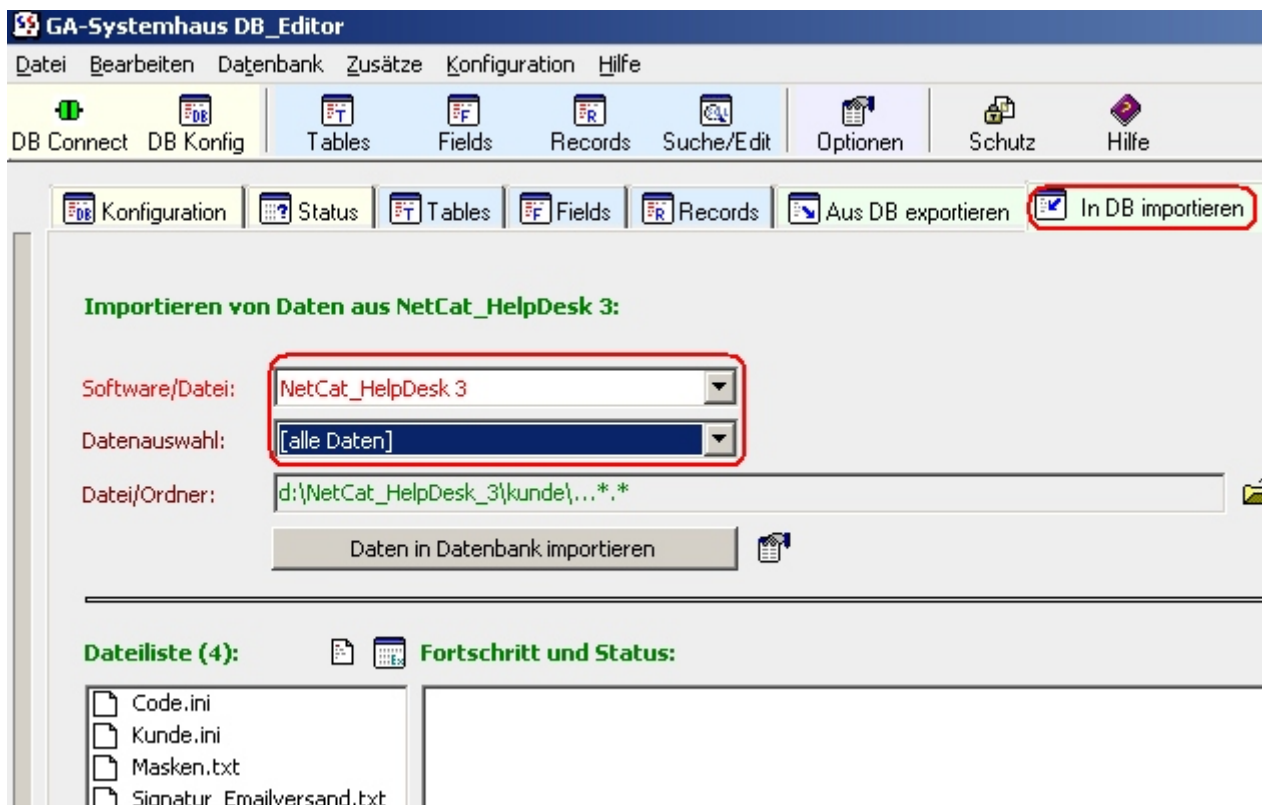 GA-Systemhaus DB_Editor
Datei Bearbeiten Datenbank Zusätze Konfiguration Hilfe
DB Connect DB Konfig Tables Fields Records Suche/Edit Optionen Schutz Hilfe
Konfiguration Status Tables Fields Records Aus DB exportieren In DB importieren
Importieren von Daten aus NetCat_HelpDesk 3:
Software/Datei: NetCat_HelpDesk 3
Datenauswahl: [alle Daten]
Datei/Ordner: d:\NetCat_HelpDesk_3\kunde\...*.*
Daten in Datenbank importieren
Dateiliste (4): Fortschritt und Status:
Code.ini
Kunde.ini
Masken.txt
Signatur_Emailversand.txt